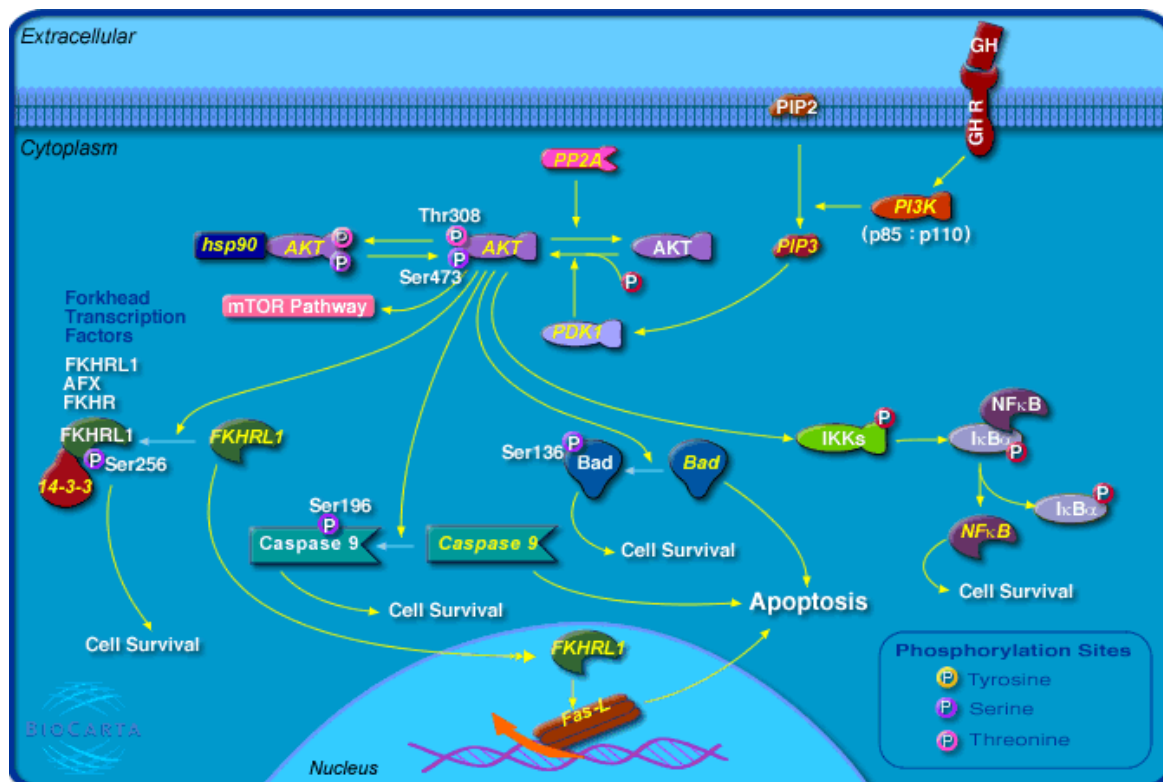 Extracellular
GH
GH R
PIP2
Cytoplasm
PP2A
Thr308
PI3K
(p85 : p110)
hsp90
AKT
P
P
P
AKT
P
Ser473
AKT
PIP3
P
mTOR Pathway
PDK1
Forkhead
Transcription
Factors
FKHRL1
AFX
FKHR
FKHRL1
P
Ser256
14-3-3
FKHRL1
Ser136
P
Bad
Bad
IKKs
P
NFκB
IκBα
P
IκBα
P
NFκB
Ser196
P
Caspase 9
Caspase 9
Cell Survival
Cell Survival
Cell Survival
Cell Survival
Apoptosis
FKHRL1
Fas-L
Nucleus
Phosphorylation Sites
P Tyrosine
P Serine
P Threonine
BIOCARTA